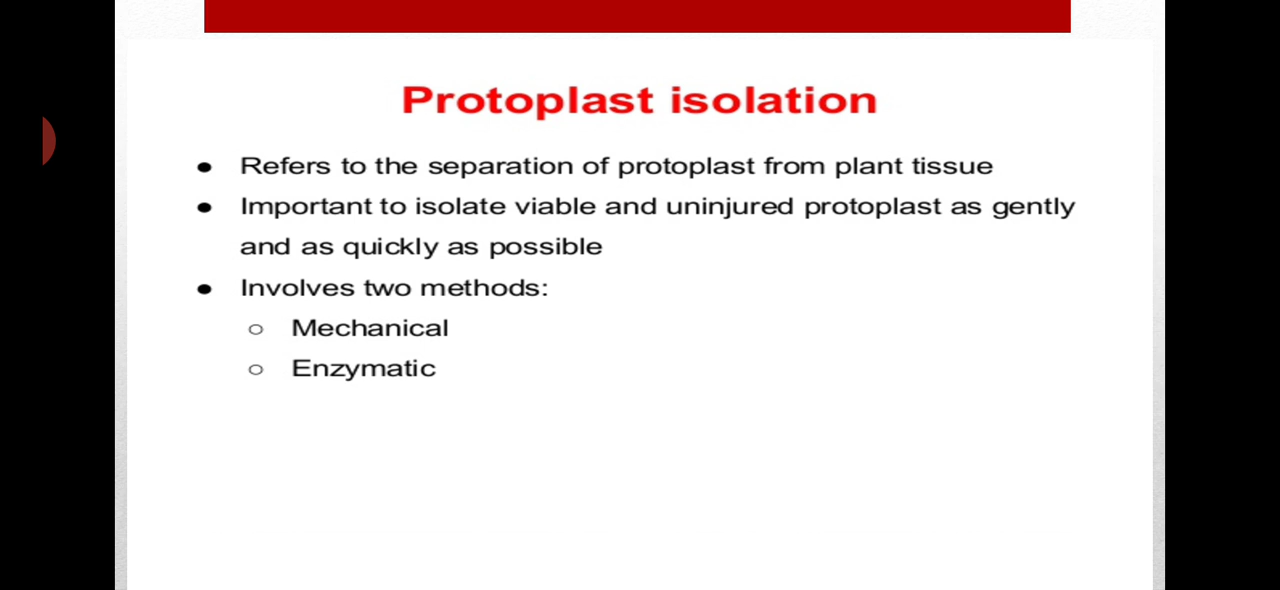 Protoplast isolation
● Refers to the separation of protoplast from plant tissue
● Important to isolate viable and uninjured protoplast as gently
and as quickly as possible
● Involves two methods:
○ Mechanical
○ Enzymatic